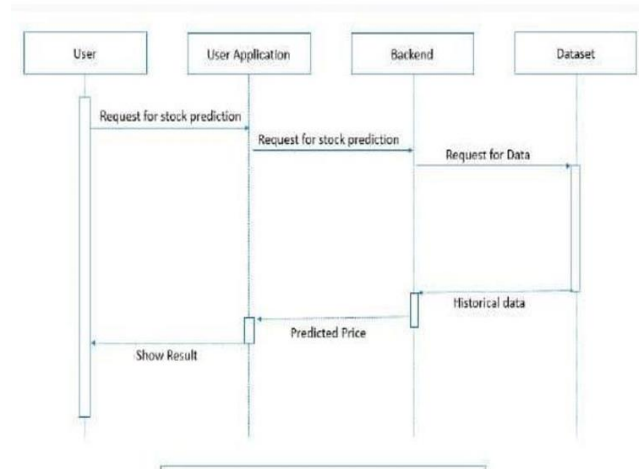 User
User Application
Backend
Dataset
Request for stock prediction
Request for stock prediction
Request for Data
Historical data
Predicted Price
Show Result